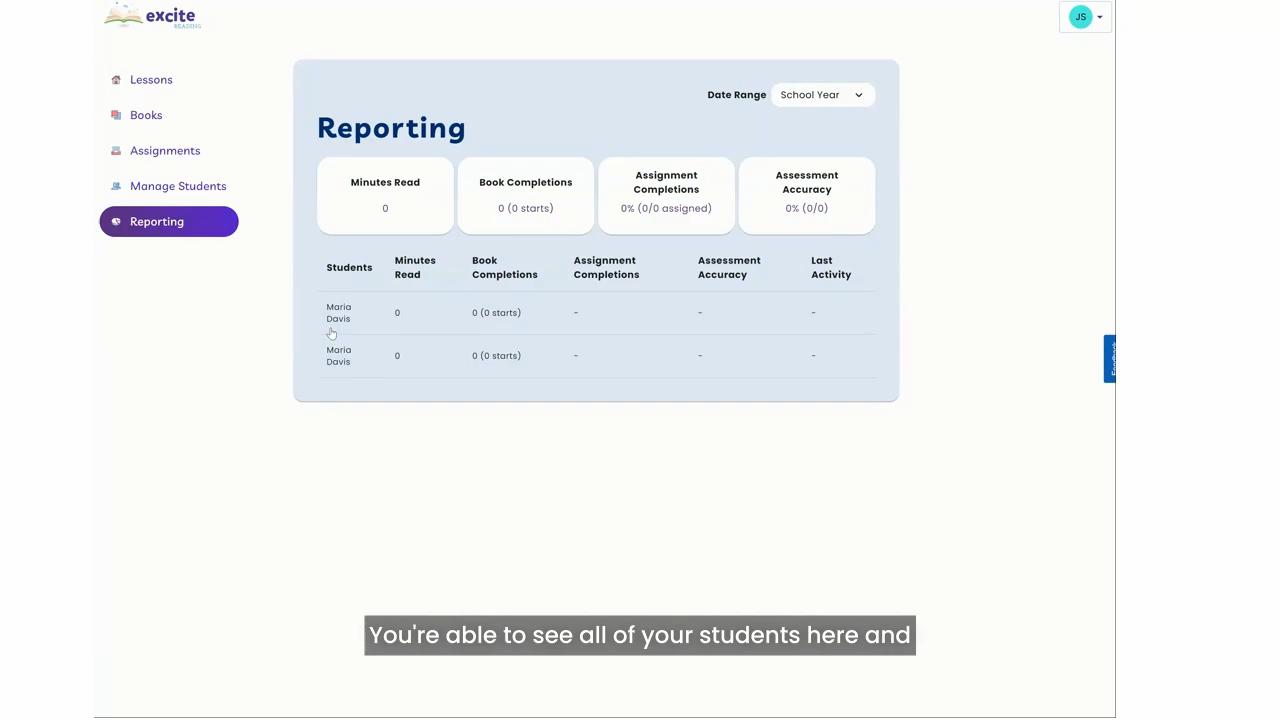 excite
READING
JS
Lessons
Books
Assignments
Manage Students
Reporting
Date Range
School Year
Reporting
Minutes Read
0
Book Completions
0 (0 starts)
Assignment
Completions
0% (0/0 assigned)
Assessment
Accuracy
0% (0/0)
Students
Minutes
Read
Book
Completions
Assignment
Completions
Assessment
Accuracy
Last
Activity
Maria
Davis
0
0 (0 starts)
-
-
-
Maria
Davis
0
0 (0 starts)
-
-
-
Feedback
You're able to see all of your students here and